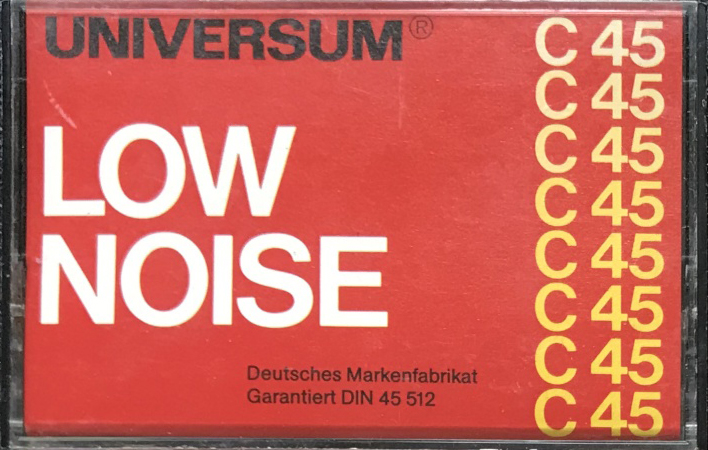 UNIVERSUM®
LOW
NOISE
Deutsches Markenfabrikat
Garantiert DIN 45 512
C 45
C 45
C 45
C 45
C 45
C 45
C 45
C 45